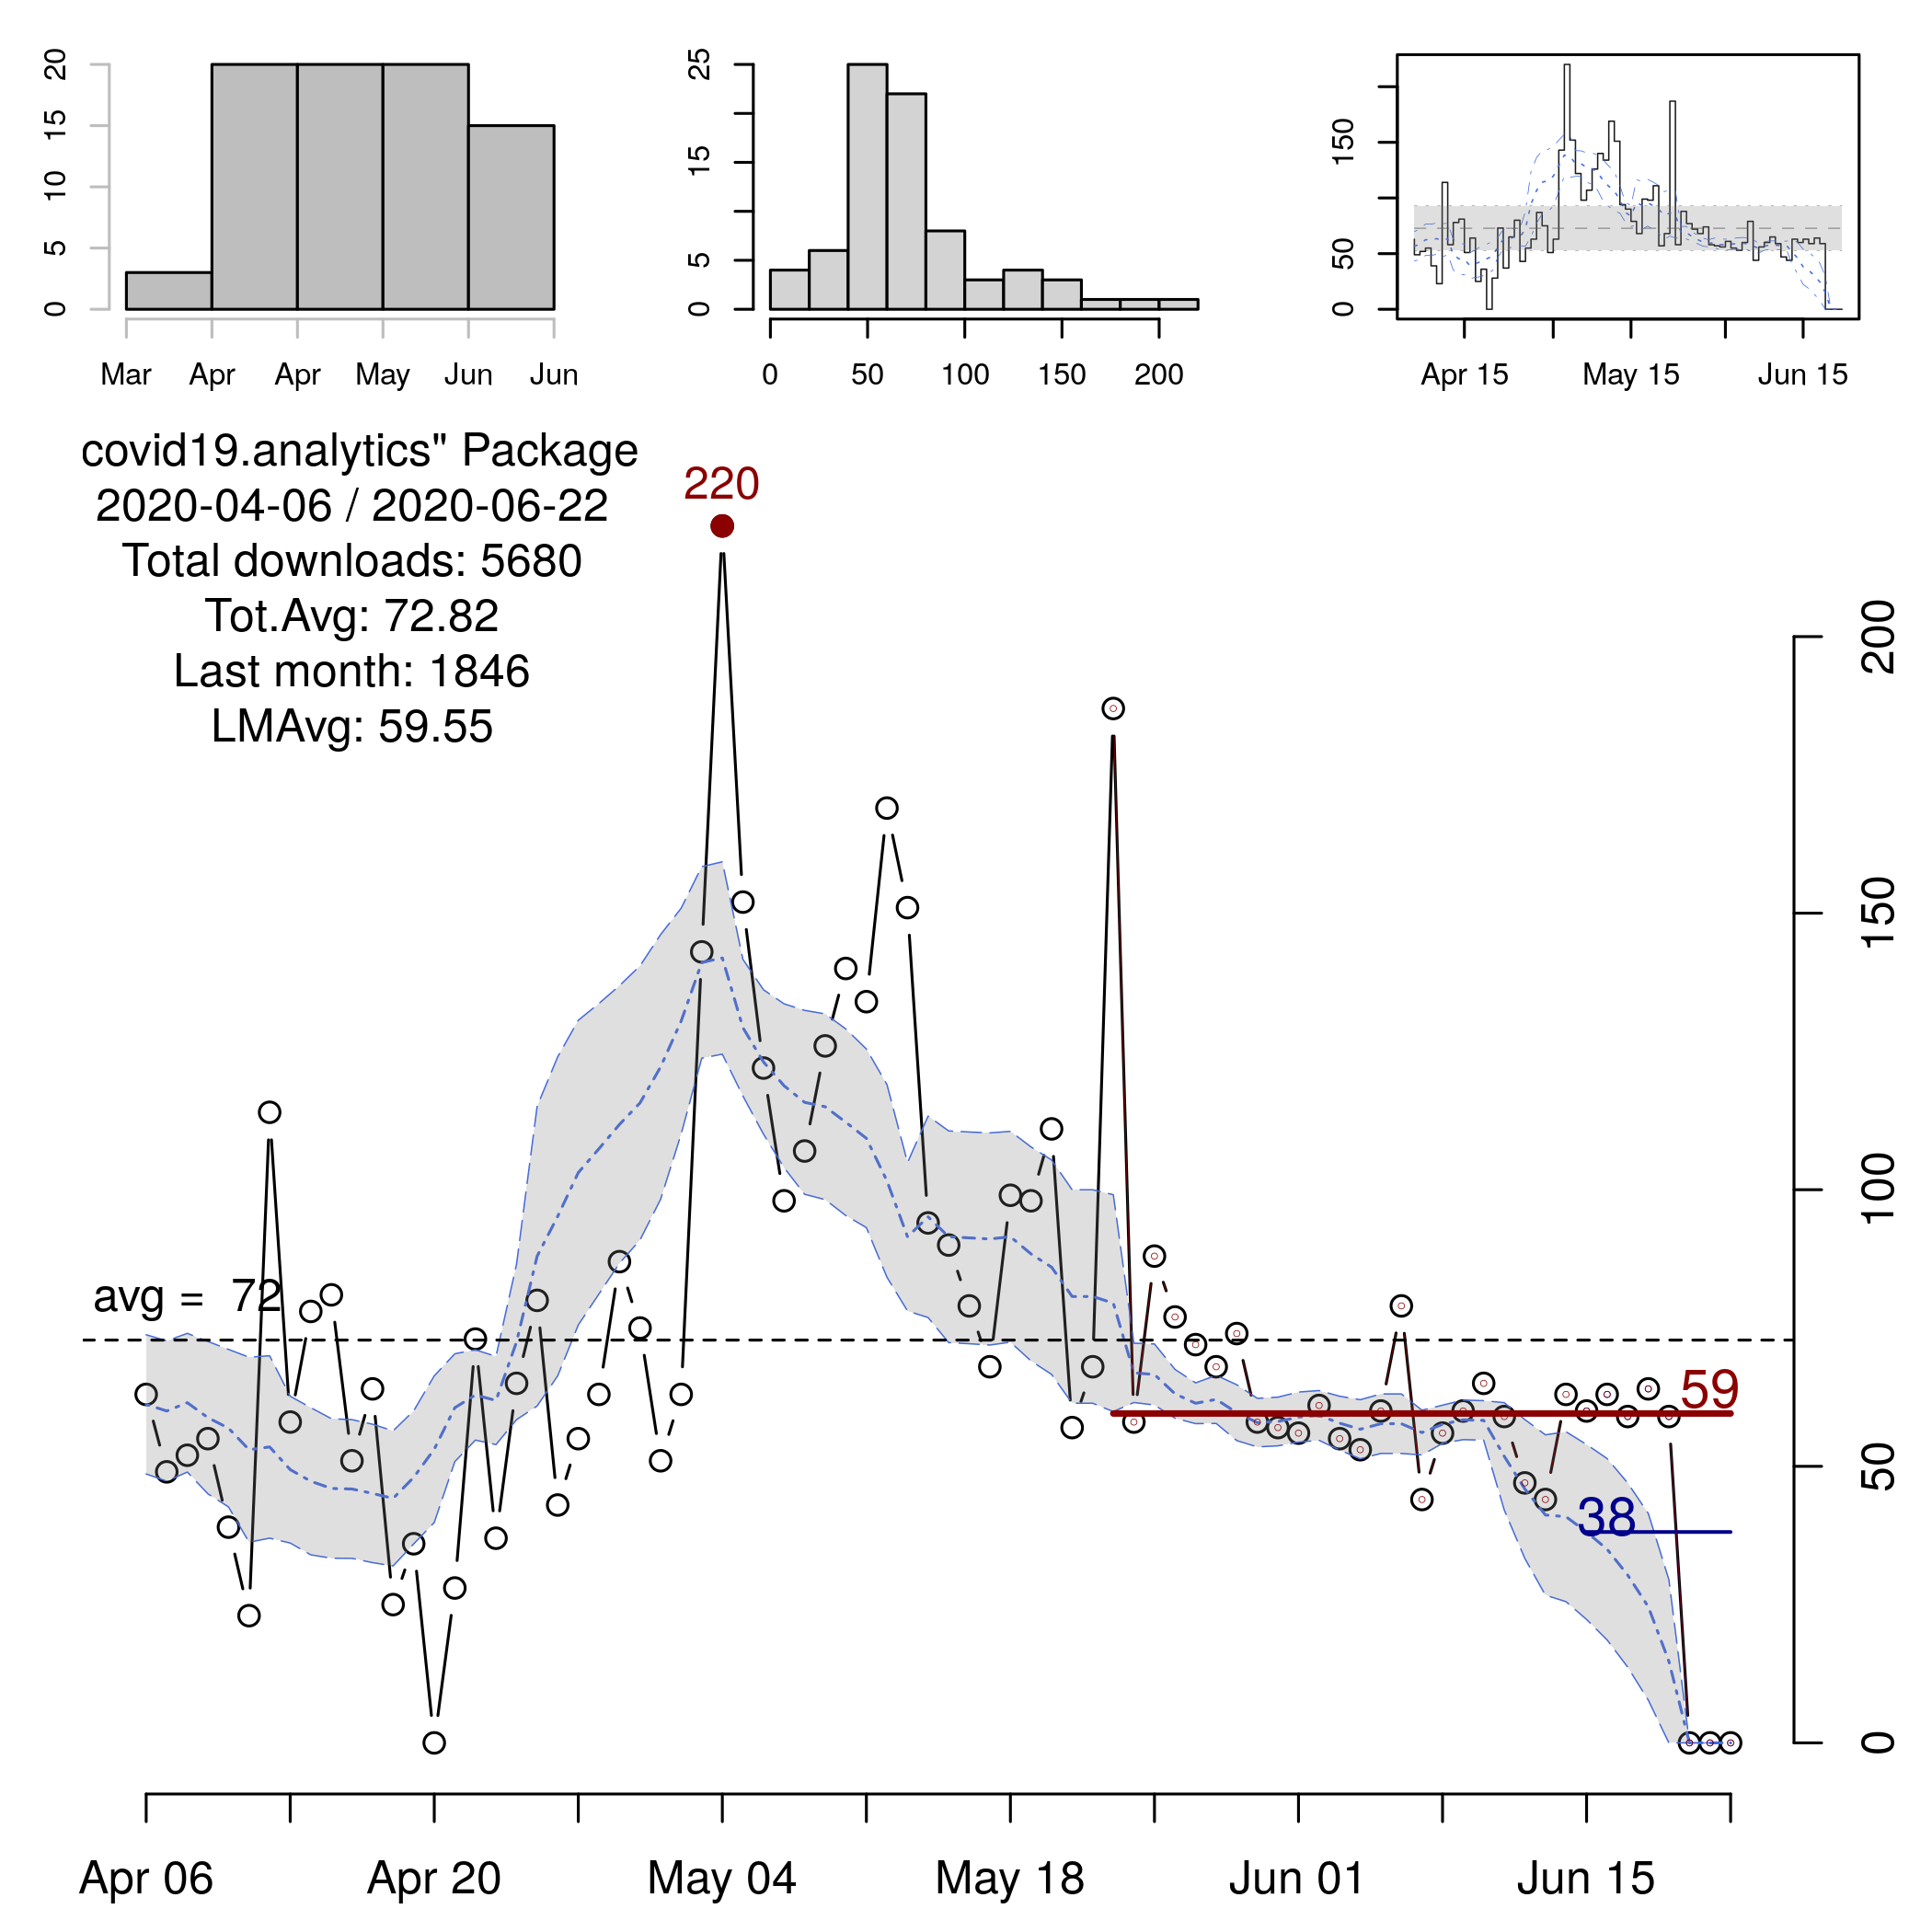 20
15
10
5
0
Mar Apr Apr May Jun Jun
25
15
5
0
0 50 100 150 200
150
50
0
Apr 15 May 15 Jun 15
covid19.analytics" Package
2020-04-06 / 2020-06-22
Total downloads: 5680
Tot.Avg: 72.82
Last month: 1846
LMAvg: 59.55
220
200
150
100
avg = 72
59
50
38
0
Apr 06 Apr 20 May 04 May 18 Jun 01 Jun 15